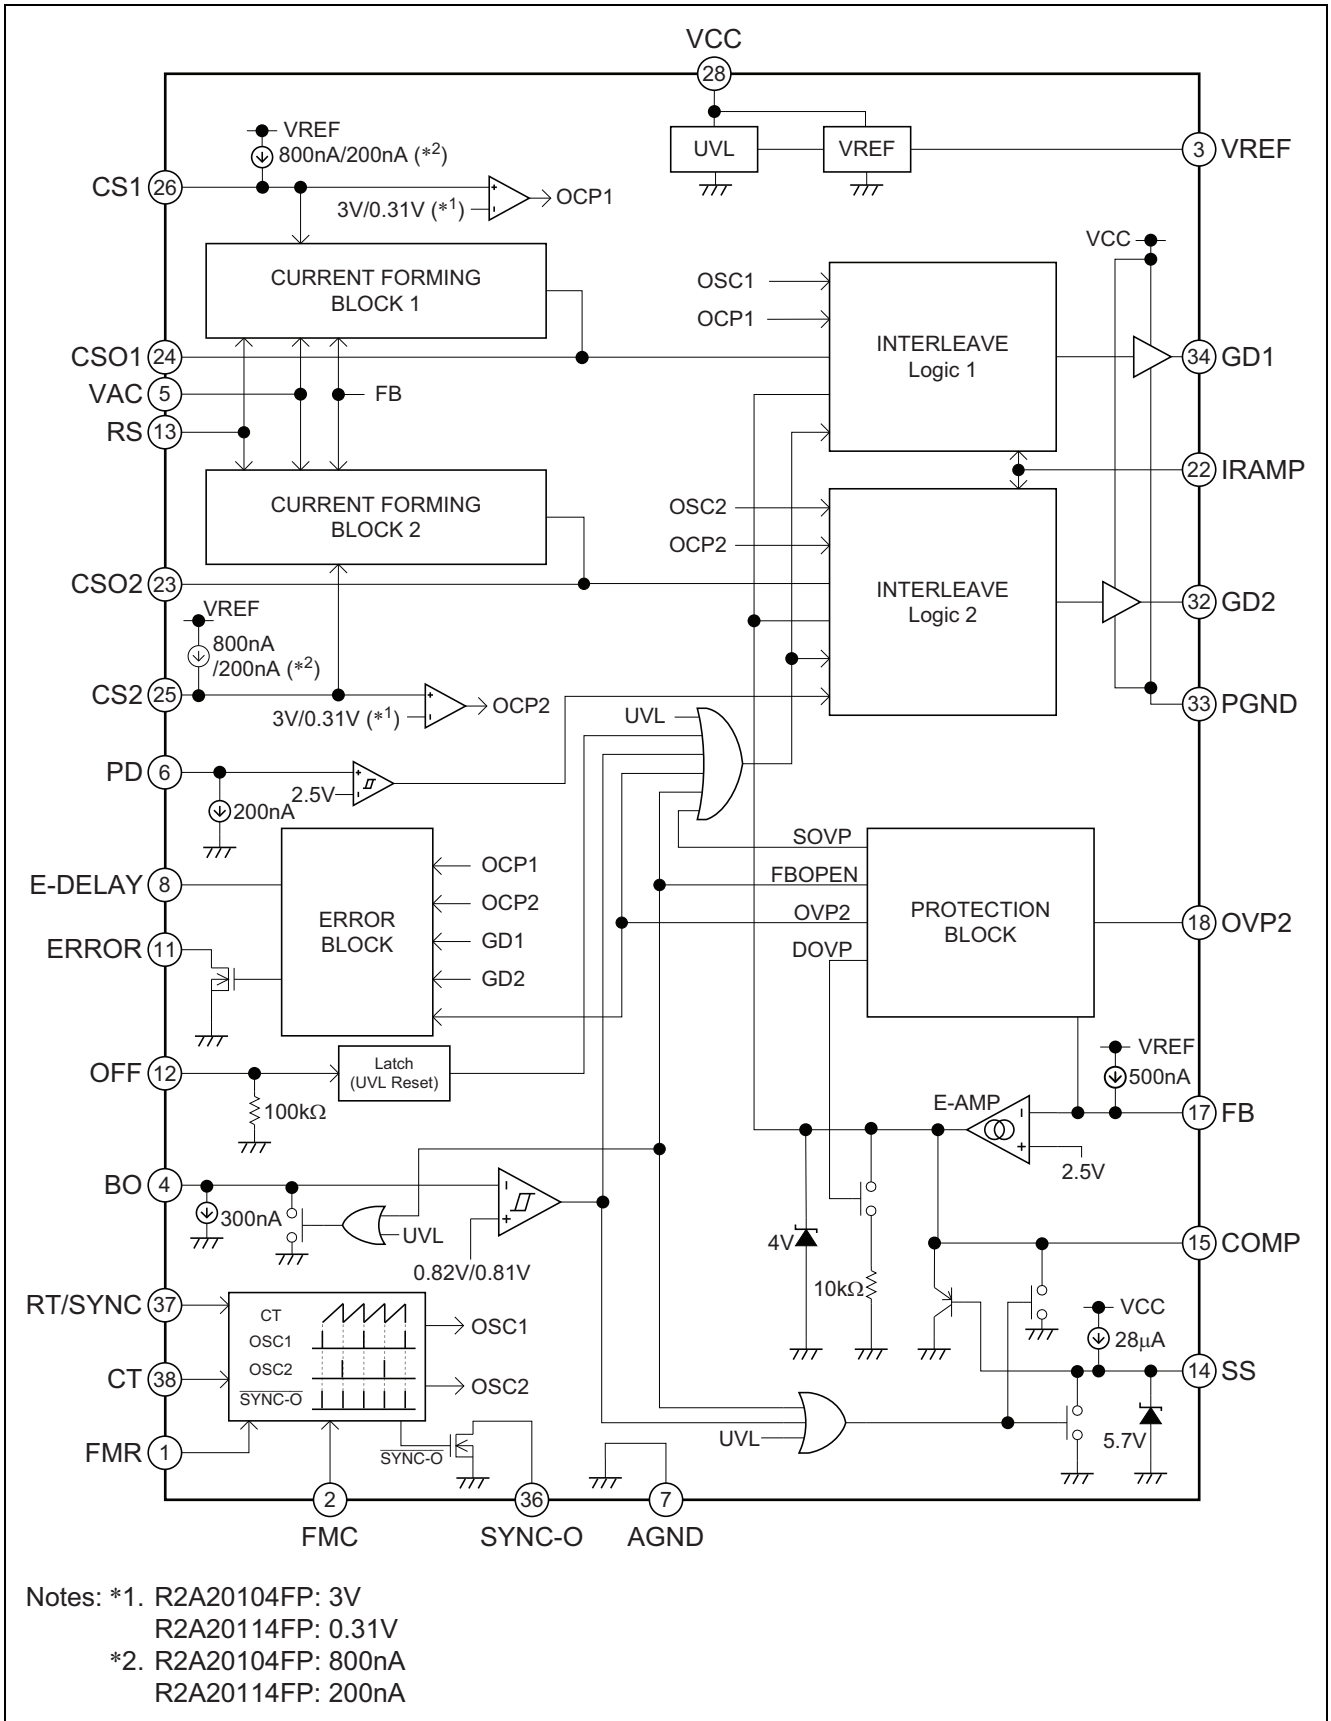 VCC
28
VREF
800nA/200nA (*2)
UVL
VREF
3
VREF
CS1
26
3V/0.31V (*1)
+
-
OCP1
VCC
CURRENT FORMING
BLOCK 1
OSC1
OCP1
INTERLEAVE
Logic 1
CSO1
24
34
GD1
VAC
5
FB
RS
13
22
IRAMP
CURRENT FORMING
BLOCK 2
OSC2
OCP2
CSO2
23
INTERLEAVE
Logic 2
32
GD2
VREF
800nA
/200nA (*2)
CS2
25
3V/0.31V (*1)
+
-
OCP2
33
PGND
UVL
PD
6
+
-
2.5V
200nA
SOVP
FBOPEN
OVP2
DOVP
PROTECTION
BLOCK
18
OVP2
E-DELAY
8
ERROR
BLOCK
OCP1
OCP2
GD1
GD2
ERROR
11
OFF
12
Latch
(UVL Reset)
100kΩ
VREF
500nA
E-AMP
-
+
17
FB
2.5V
BO
4
300nA
UVL
-
+
0.82V/0.81V
4V
10kΩ
15
COMP
RT/SYNC
37
CT
OSC1
OSC2
SYNC-O
OSC1
OSC2
VCC
28μA
14
SS
CT
38
FMR
1
SYNC-O
UVL
5.7V
2
FMC
36
SYNC-O
7
AGND
Notes: *1. R2A20104FP: 3V
R2A20114FP: 0.31V
*2. R2A20104FP: 800nA
R2A20114FP: 200nA